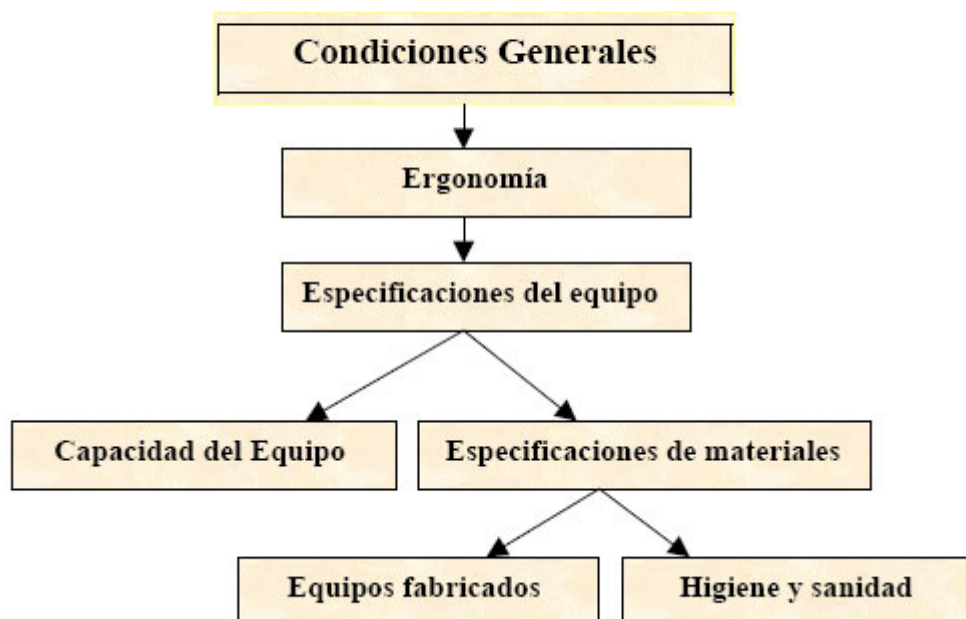 Condiciones Generales
Ergonomía
Especificaciones del equipo
Capacidad del Equipo
Especificaciones de materiales
Equipos fabricados
Higiene y sanidad